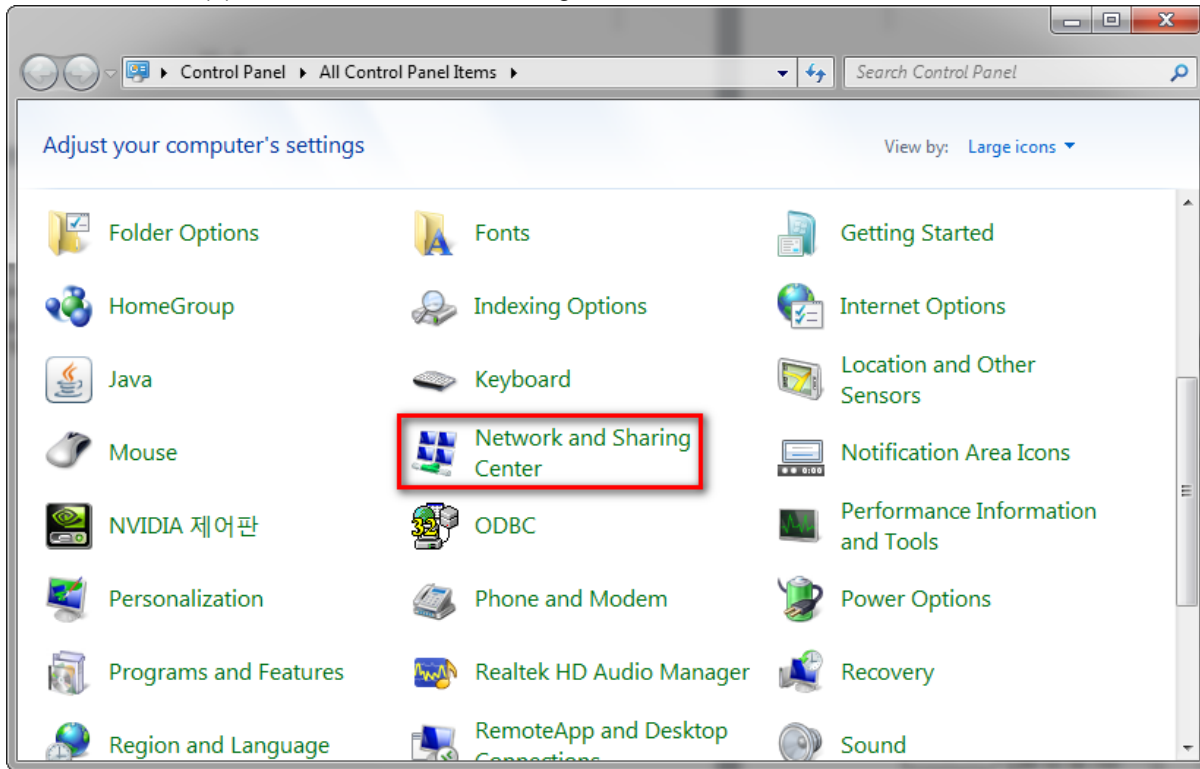 Control Panel ▸ All Control Panel Items ▸
Search Control Panel
Adjust your computer's settings
View by: Large icons
Folder Options
Fonts
Getting Started
HomeGroup
Indexing Options
Internet Options
Java
Keyboard
Location and Other
Sensors
Mouse
Network and Sharing
Center
Notification Area Icons
NVIDIA 제어판
32
ODBC
Performance Information
and Tools
Personalization
Phone and Modem
Power Options
Programs and Features
Realtek HD Audio Manager
Recovery
Region and Language
RemoteApp and Desktop
Connections
Sound